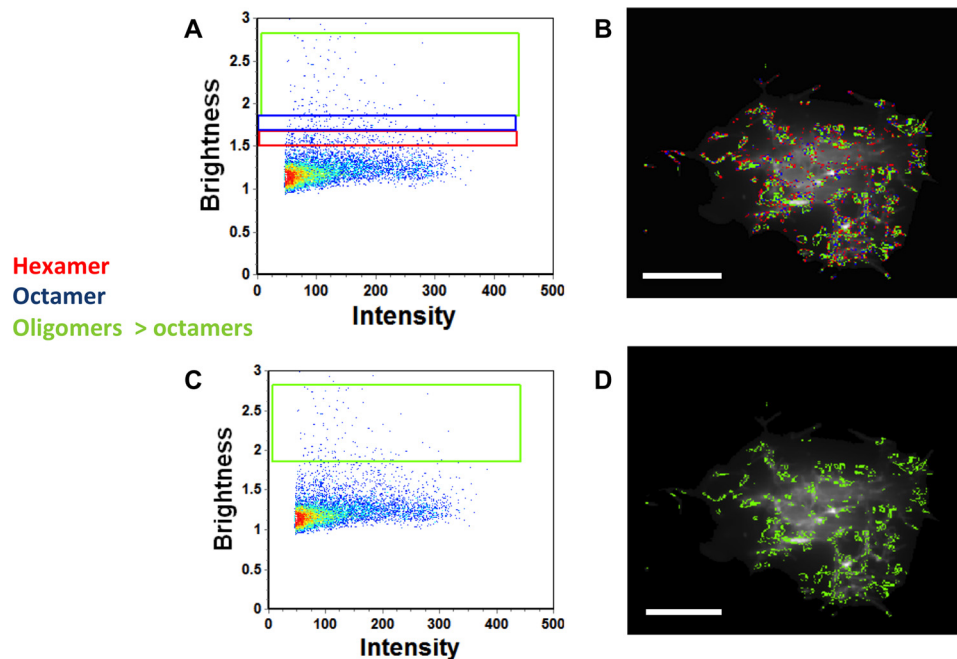 A
Brightness
3
2.5
2
1.5
1
0.5
0
0 100 200 300 400 500
Intensity
B
Hexamer
Octamer
Oligomers > octamers
C
Brightness
3
2.5
2
1.5
1
0.5
0
0 100 200 300 400 500
Intensity
D